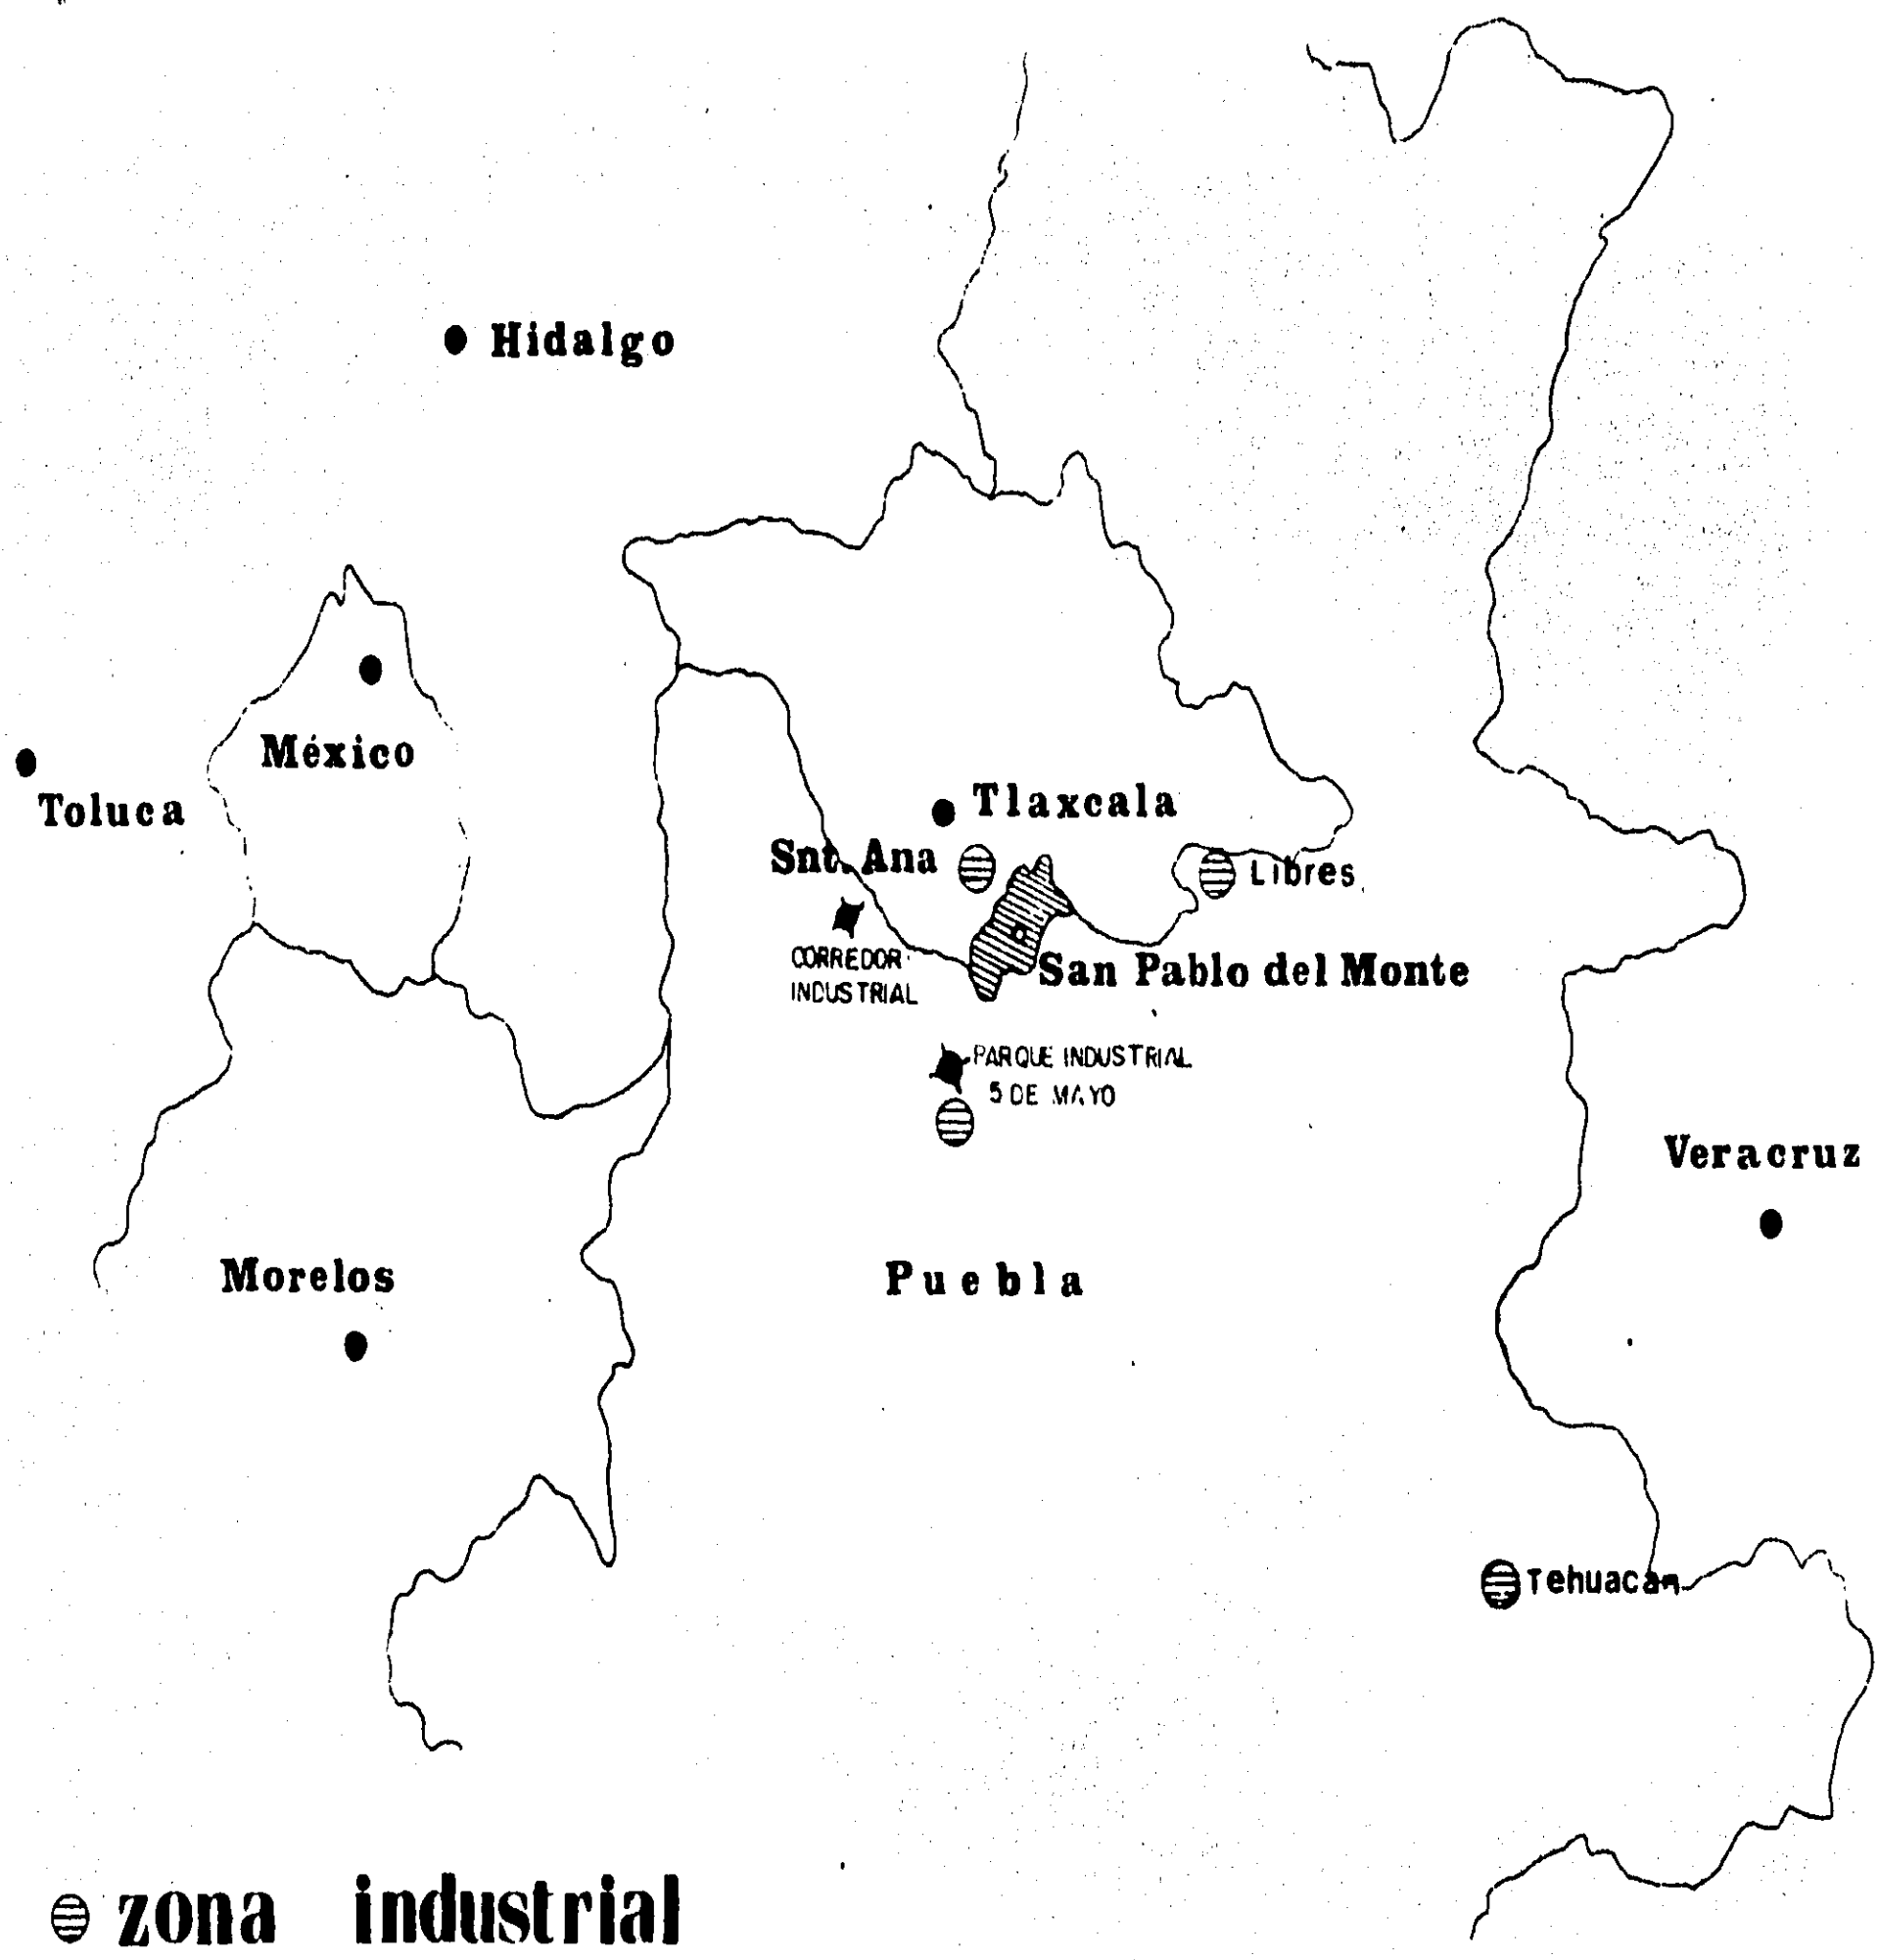 Hidalgo
México
Toluca
Tlaxcala
Snt. Ana
Libres
CORREDOR
INDUSTRIAL
San Pablo del Monte
PARQUE INDUSTRIAL
5 DE MAYO
Veracruz
Morelos
Puebla
Tehuacan
zona industrial